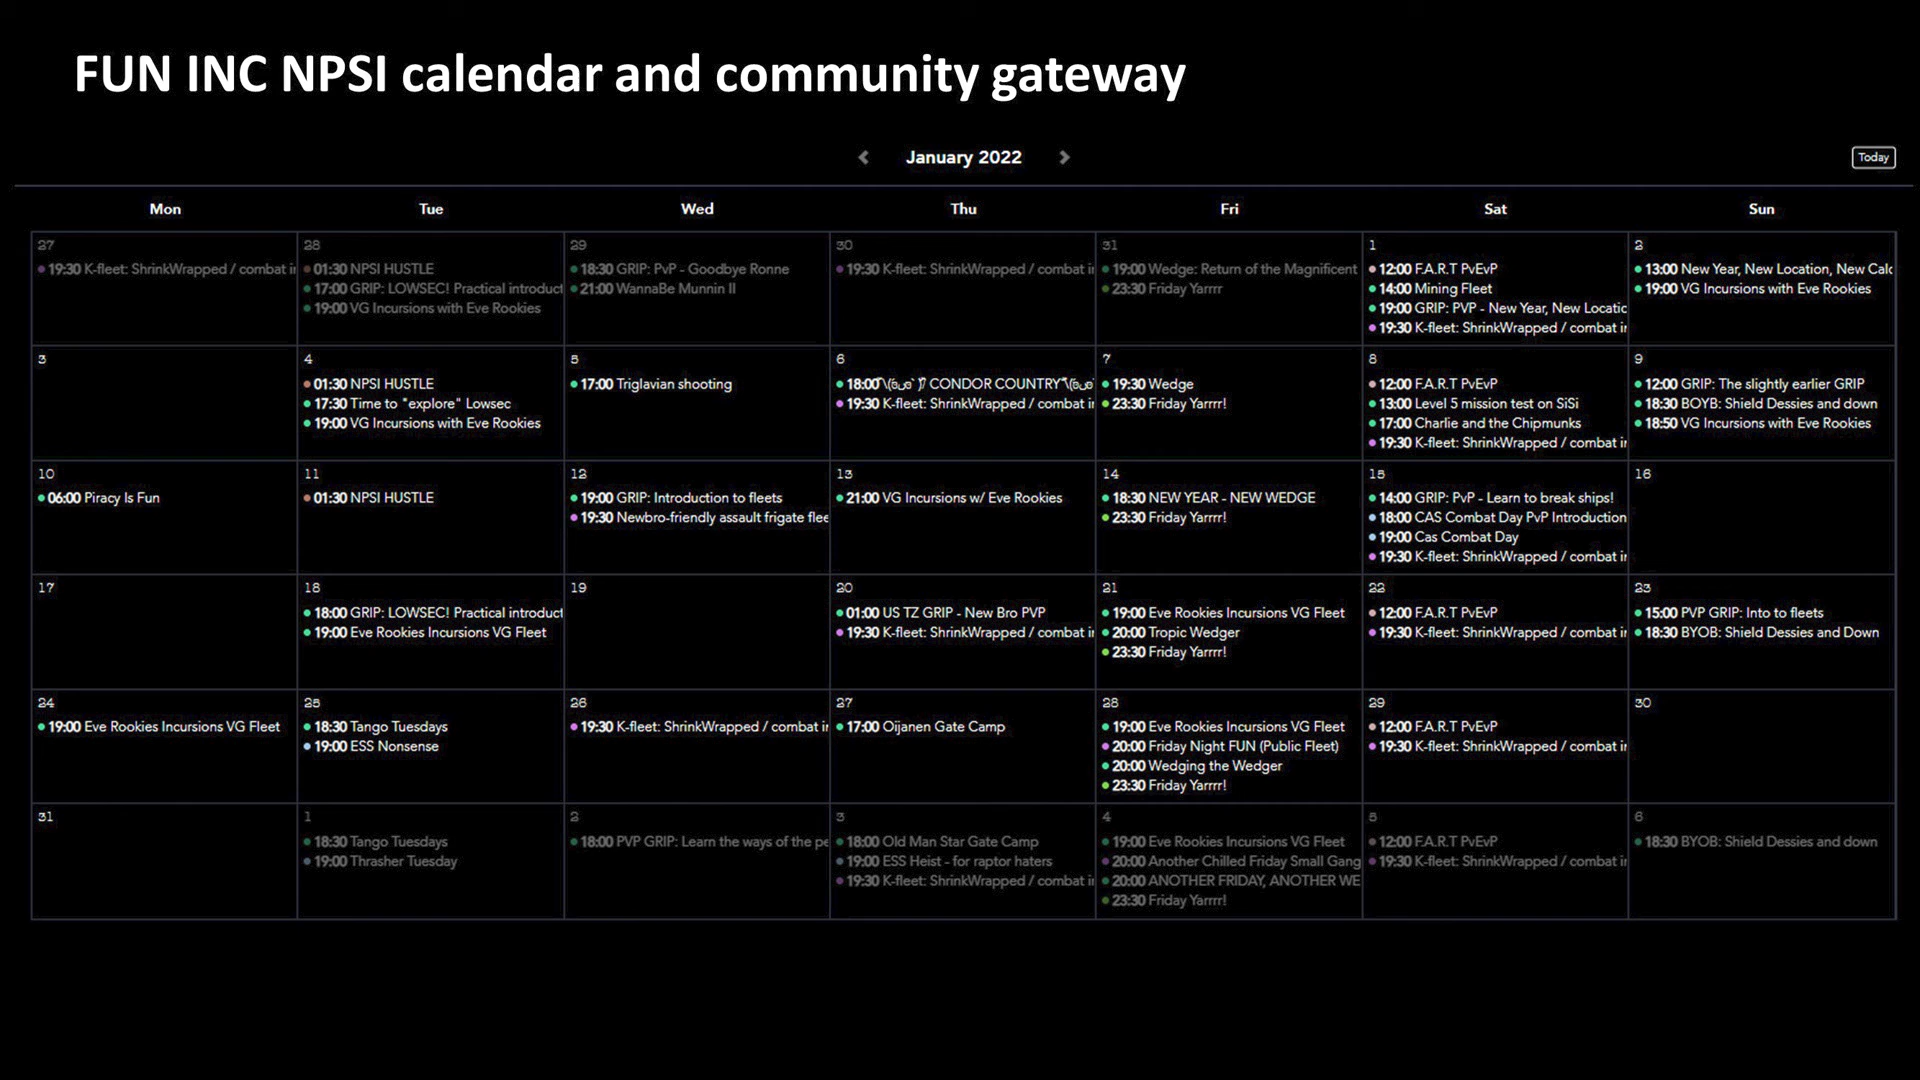 FUN INC NPSI calendar and community gateway
January 2022
Today
Mon Tue Wed Thu Fri Sat Sun
27
19:30 K-fleet: ShrinkWrapped / combat
28
01:30 NPSI HUSTLE
17:00 GRIP: LOWSEC! Practical introduct
19:00 VG Incursions with Eve Rookies
29
18:30 GRIP: PvP - Goodbye Ronne
21:00 WannaBe Munnin II
30
19:30 K-fleet: ShrinkWrapped / combat
31
19:00 Wedge: Return of the Magnificent
23:30 Friday Yarrrr
1
12:00 F.A.R.T PvEvP
14:00 Mining Fleet
19:00 GRIP: PVP - New Year, New Locatic
19:30 K-fleet: ShrinkWrapped / combat
2
13:00 New Year, New Location, New
19:00 VG Incursions with Eve Rookies
3
4
01:30 NPSI HUSTLE
17:30 Time to "explore" Lowsec
19:00 VG Incursions with Eve Rookies
5
17:00 Triglavian shooting
6
18:00 CONDOR COUNTRY
19:30 K-fleet: ShrinkWrapped / combat
7
19:30 Wedge
23:30 Friday Yarrrr!
8
12:00 F.A.R.T PvEvP
13:00 Level 5 mission test on SiSi
17:00 Charlie and the Chipmunks
19:30 K-fleet: ShrinkWrapped / combat
9
12:00 GRIP: The slightly earlier GRIP
18:30 BOYB: Shield Dessies and down
18:50 VG Incursions with Eve Rookies
10
06:00 Piracy Is Fun
11
01:30 NPSI HUSTLE
12
19:00 GRIP: Introduction to fleets
19:30 Newbro-friendly assault frigate flee
13
21:00 VG Incursions w/ Eve Rookies
14
18:30 NEW YEAR - NEW WEDGE
23:30 Friday Yarrrr!
15
14:00 GRIP: PvP - Learn to break ships!
18:00 CAS Combat Day PvP Introduction
19:00 Cas Combat Day
19:30 K-fleet: ShrinkWrapped / combat
16
17
18
18:00 GRIP: LOWSEC! Practical introduct
19:00 Eve Rookies Incursions VG Fleet
19
20
01:00 US TZ GRIP - New Bro PVP
19:30 K-fleet: ShrinkWrapped / combat
21
19:00 Eve Rookies Incursions VG Fleet
20:00 Tropic Wedger
23:30 Friday Yarrrr!
22
12:00 F.A.R.T PvEvP
19:30 K-fleet: ShrinkWrapped / combat
23
15:00 PVP GRIP: Into to fleets
18:30 BYOB: Shield Dessies and Down
24
19:00 Eve Rookies Incursions VG Fleet
25
18:30 Tango Tuesdays
19:00 ESS Nonsense
26
19:30 K-fleet: ShrinkWrapped / combat
27
17:00 Oijanen Gate Camp
28
19:00 Eve Rookies Incursions VG Fleet
20:00 Friday Night FUN (Public Fleet)
20:00 Wedging the Wedger
23:30 Friday Yarrrr!
29
12:00 F.A.R.T PvEvP
19:30 K-fleet: ShrinkWrapped / combat
30
31
1
18:30 Tango Tuesdays
19:00 Thrasher Tuesday
2
18:00 PVP GRIP: Learn the ways of the pe
3
18:00 Old Man Star Gate Camp
19:00 ESS Heist - for raptor haters
19:30 K-fleet: ShrinkWrapped / combat
4
19:00 Eve Rookies Incursions VG Fleet
20:00 Another Chilled Friday Small Gang
20:00 ANOTHER FRIDAY, ANOTHER WE
23:30 Friday Yarrrr!
5
12:00 F.A.R.T PvEvP
19:30 K-fleet: ShrinkWrapped / combat
6
18:30 BYOB: Shield Dessies and down